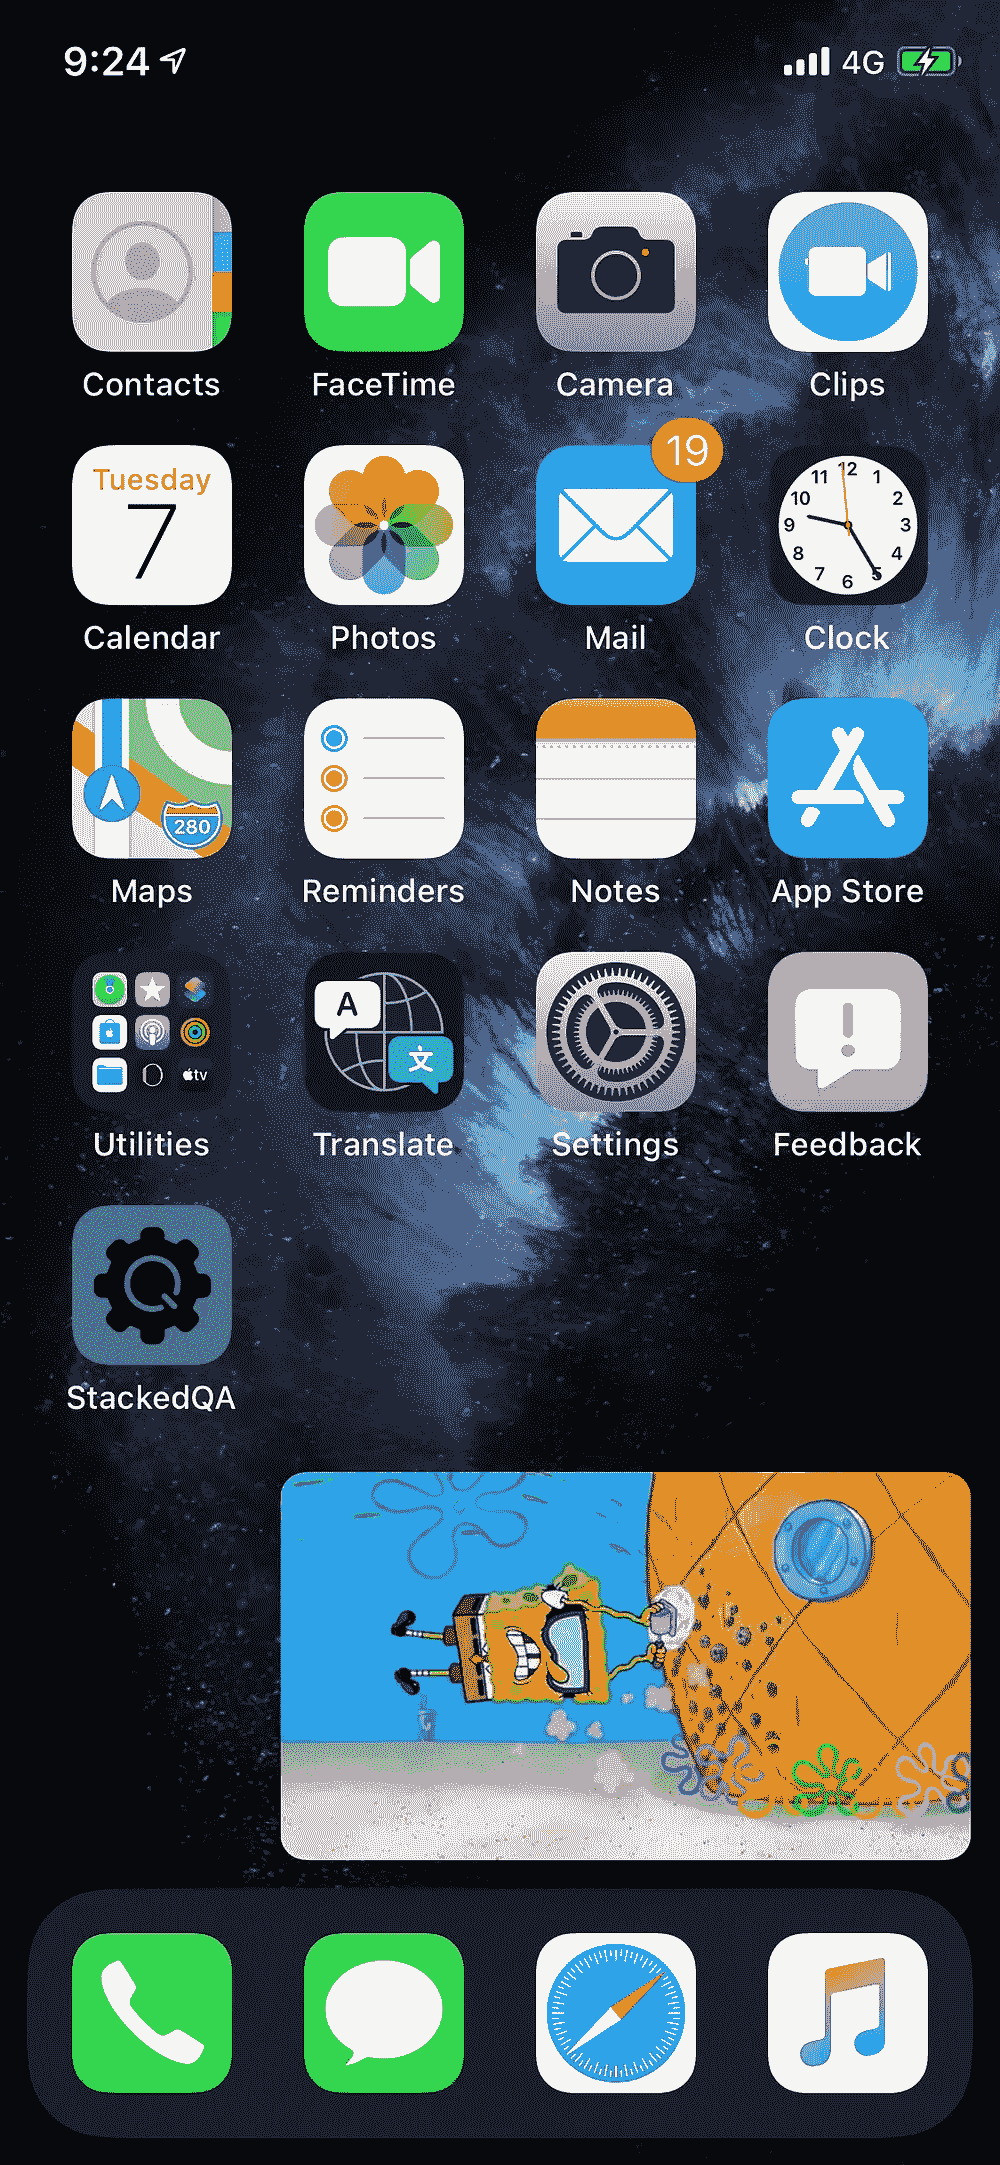 9:24
4G
Contacts
FaceTime
Camera
Clips
Tuesday
7
19
12
1
2
3
4
5
6
7
8
9
10
11
Calendar
Photos
Mail
Clock
280
Maps
Reminders
Notes
App Store
A
文
tv
Utilities
Translate
Settings
Feedback
StackedQA